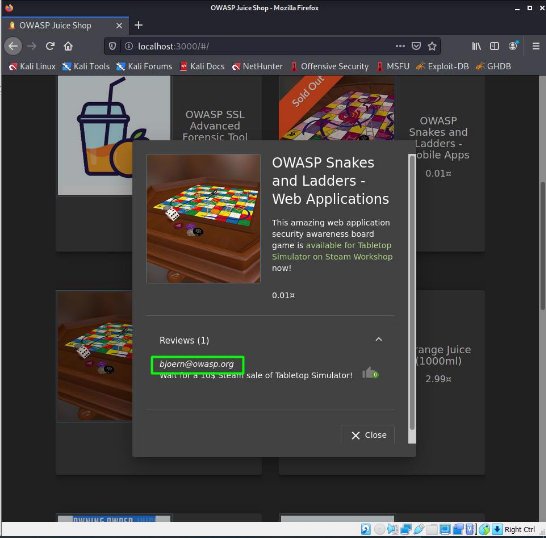 OWASP Juice Shop - Mozilla Firefox
OWASP Juice Shop
localhost:3000/#/
Kali Linux Kali Tools Kali Forums Kali Docs NetHunter Offensive Security MSFU Exploit-DB GHDB
OWASP SSL
Advanced
Forensic Tool
Sold Out
OWASP
Snakes and
Ladders -
obile Apps
0.01¤
OWASP Snakes
and Ladders -
Web Applications
This amazing web application
security awareness board
game is available for Tabletop
Simulator on Steam Workshop
now!
0.01¤
Reviews (1)
bjoern@owasp.org
Wait for a 10$ Steam sale of Tabletop Simulator!
0
Close
range Juice
(1000ml)
2.99¤
Right Ctrl